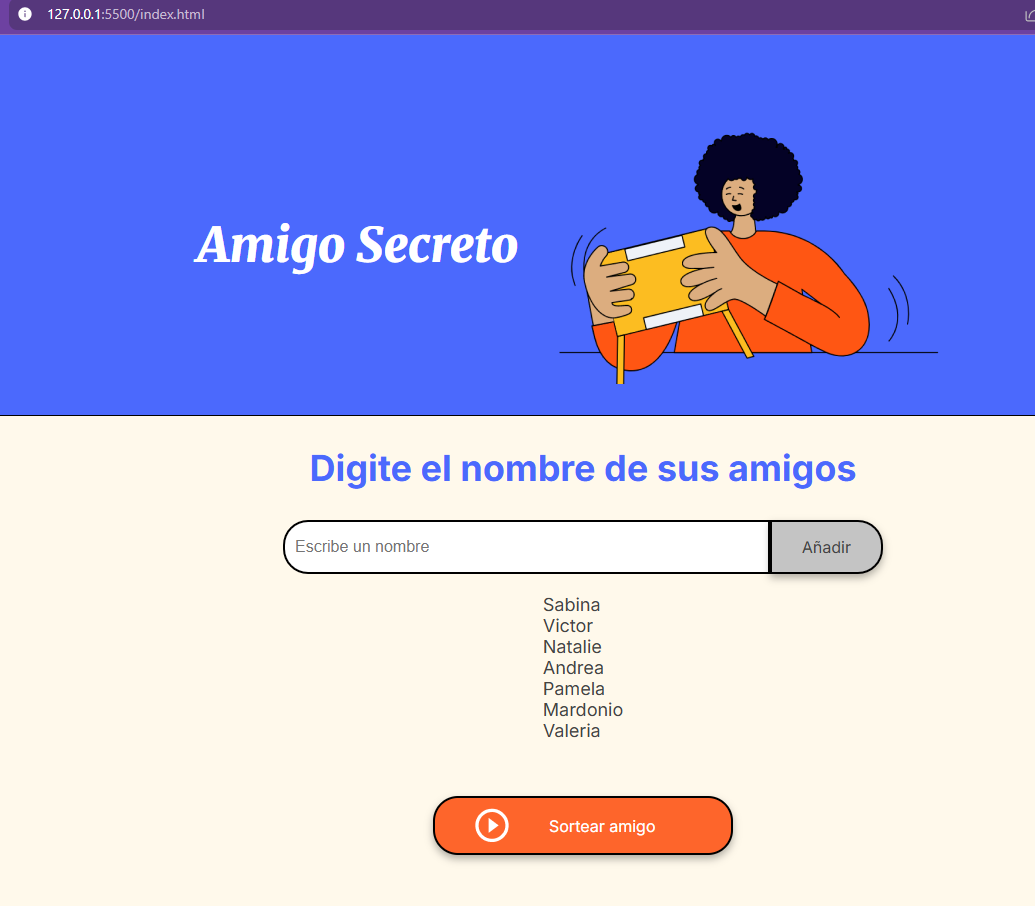 127.0.0.1:5500/index.html
Amigo Secreto
Digite el nombre de sus amigos
Escribe un nombre
Añadir
Sabina
Victor
Natalie
Andrea
Pamela
Mardonio
Valeria
Sortear amigo